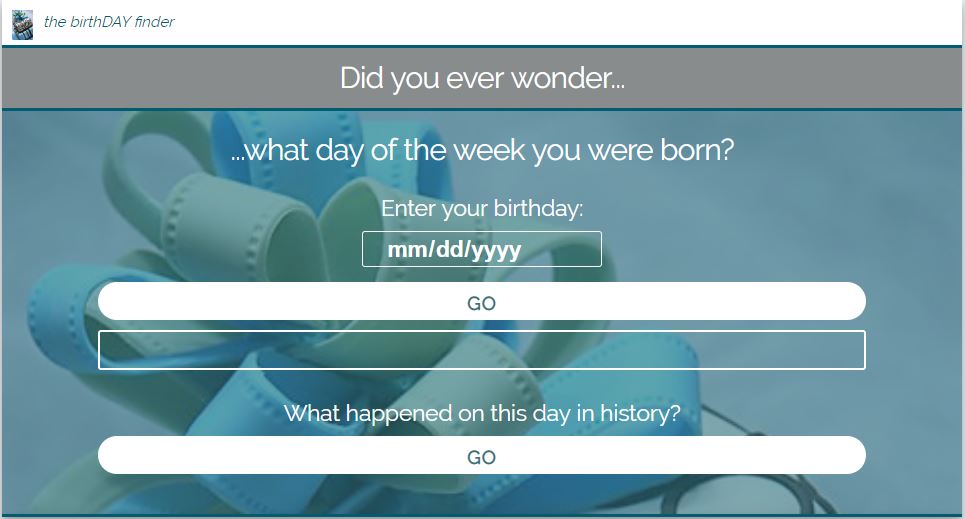 the birthDAY finder
Did you ever wonder...
...what day of the week you were born?
Enter your birthday:
mm/dd/yyyy
GO
What happened on this day in history?
GO